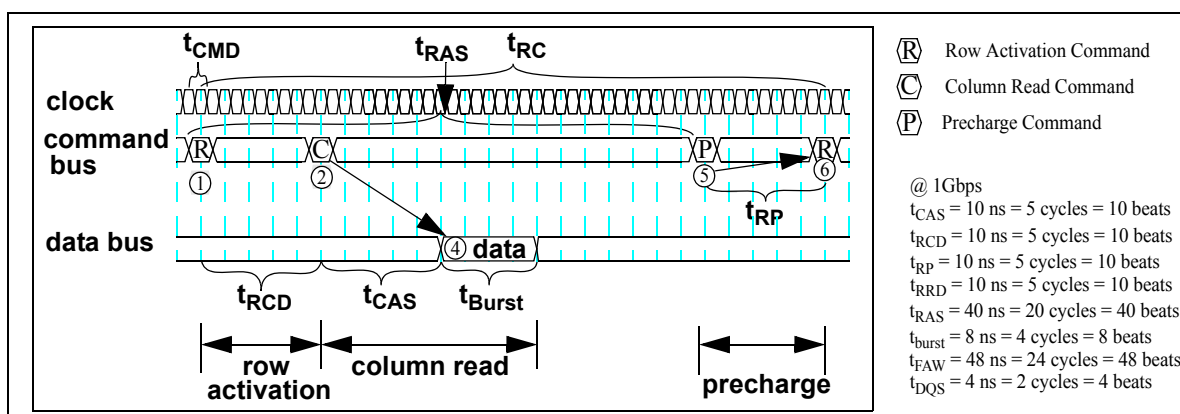 tCMD tRAS tRC
clock
command bus
R C P R
① ② ⑤ ⑥
tRP
data bus
④ data
tRCD tCAS tBurst
row activation
column read
precharge
R Row Activation Command
C Column Read Command
P Precharge Command
@ 1Gbps
tCAS = 10 ns = 5 cycles = 10 beats
tRCD = 10 ns = 5 cycles = 10 beats
tRP = 10 ns = 5 cycles = 10 beats
tRRD = 10 ns = 5 cycles = 10 beats
tRAS = 40 ns = 20 cycles = 40 beats
tburst = 8 ns = 4 cycles = 8 beats
tFAW = 48 ns = 24 cycles = 48 beats
tDQS = 4 ns = 2 cycles = 4 beats